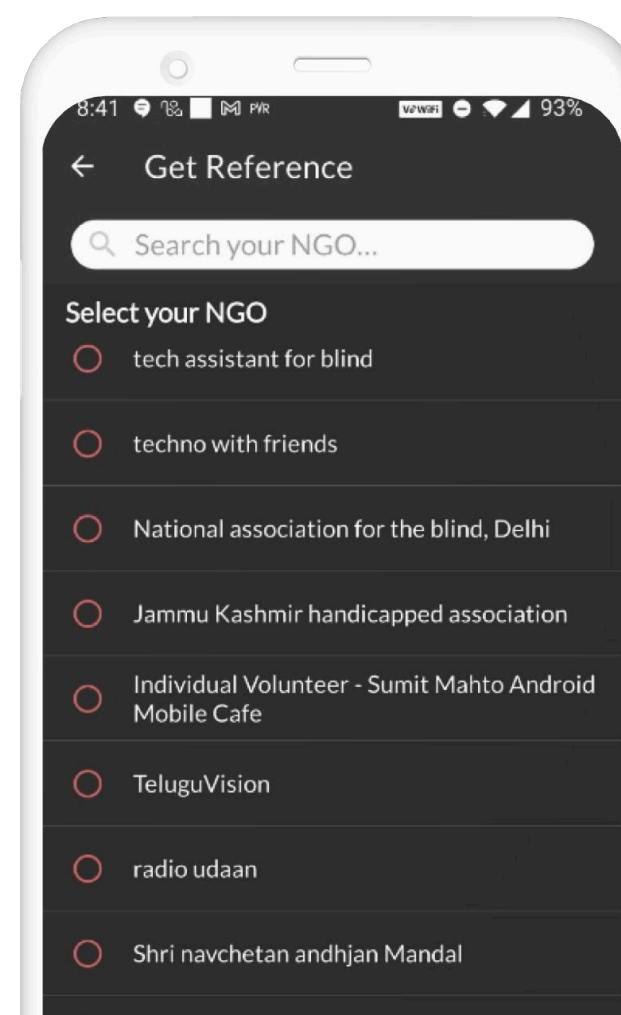 8:41 PVR VoWiFi 93%
Get Reference
Search your NGO...
Select your NGO
tech assistant for blind
techno with friends
National association for the blind, Delhi
Jammu Kashmir handicapped association
Individual Volunteer - Sumit Mahto Android
Mobile Cafe
TeluguVision
radio udaan
Shri navchetan andhjan Mandal